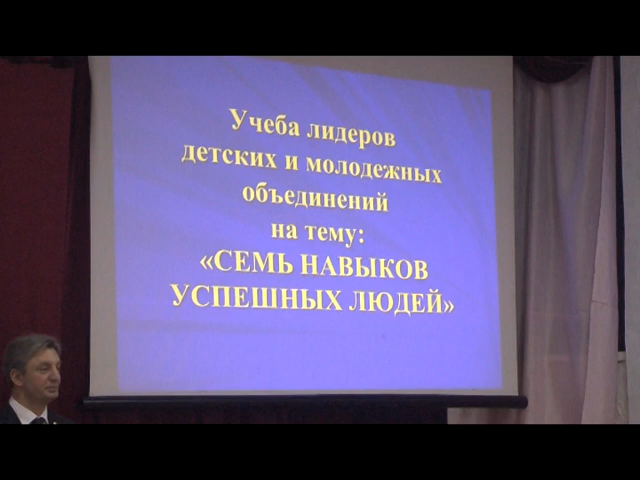 Учеба лидеров
детских и молодежных
объединений
на тему:
«СЕМЬ НАВЫКОВ
УСПЕШНЫХ ЛЮДЕЙ»